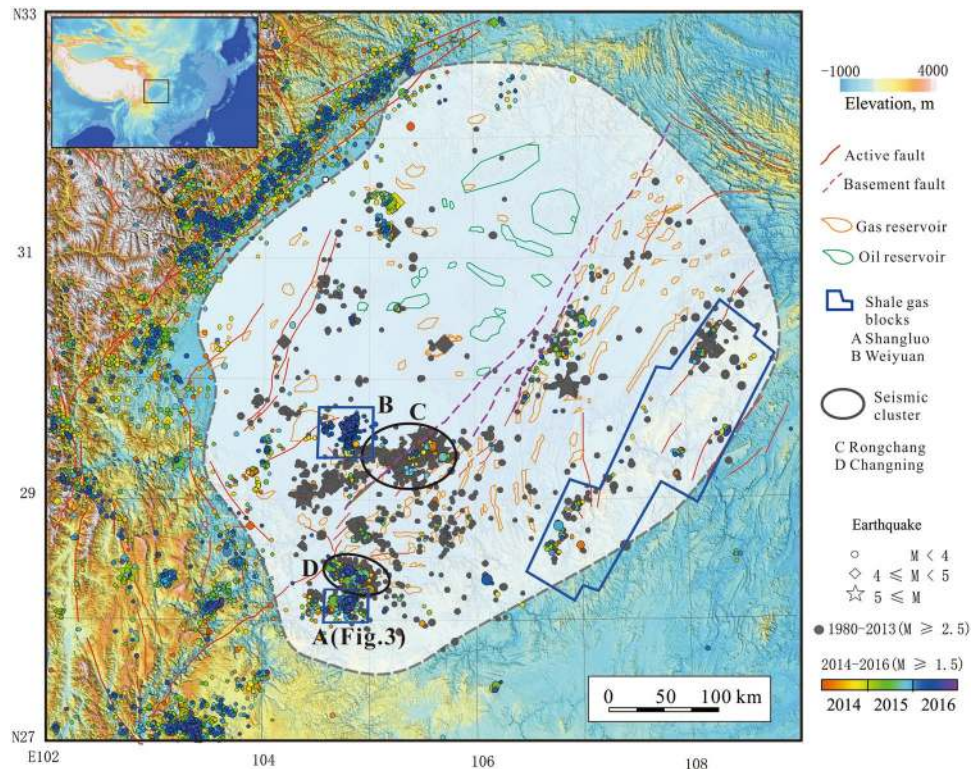 N33
31
29
N27
E102
104
106
108
B
C
D
A(Fig.3)
0 50 100 km
-1000 4000
Elevation, m
Active fault
Basement fault
Gas reservoir
Oil reservoir
Shale gas
blocks
A Shangluo
B Weiyuan
Seismic
cluster
C Rongchang
D Changning
Earthquake
M < 4
4 ≤ M < 5
5 ≤ M
1980-2013(M ≥ 2.5)
2014-2016(M ≥ 1.5)
2014 2015 2016